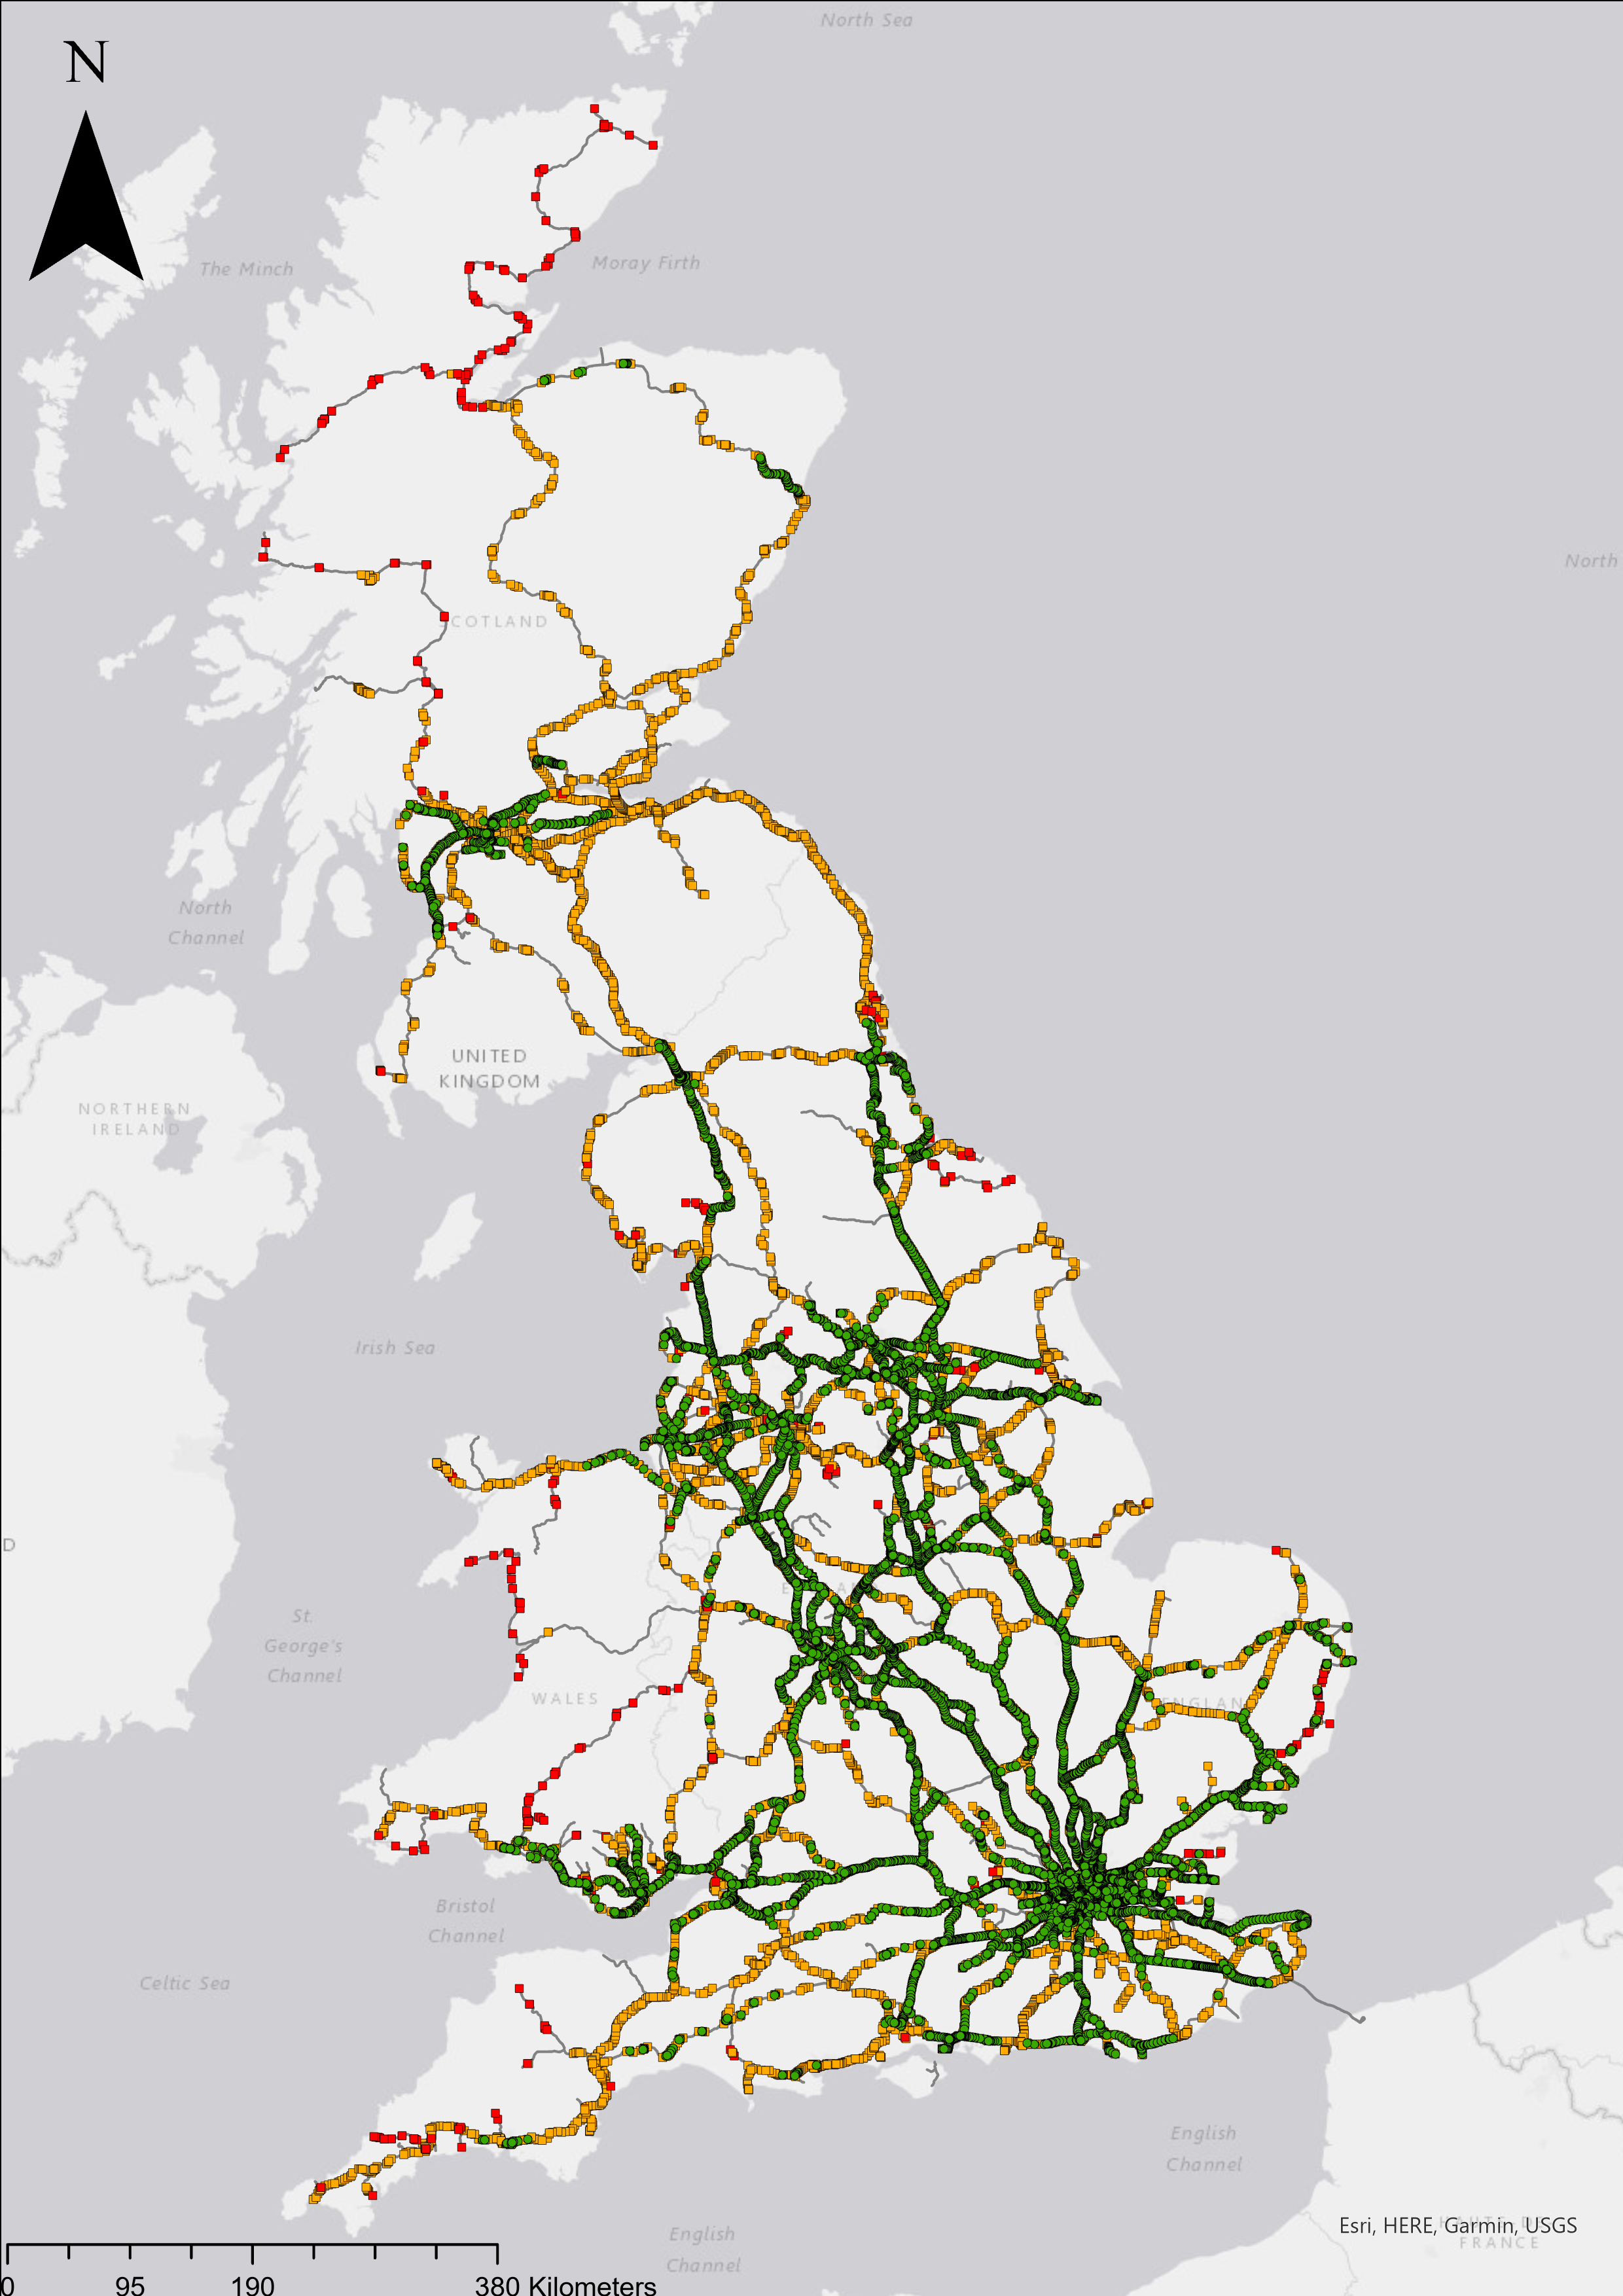 North Sea
N
The Minch
Moray Firth
North
SCOTLAND
North
Channel
UNITED
KINGDOM
NORTHERN
IRELAND
Irish Sea
D
St.
George's
Channel
WALES
ENGLAN
Bristol
Channel
Celtic Sea
English
Channel
Esri, HERE, Garmin, USGS
FRANCE
English
Channel
0 95 190 380 Kilometers